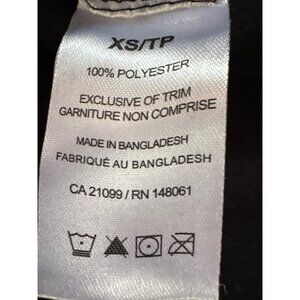 XS/TP
100% POLYESTER
EXCLUSIVE OF TRIM
GARNITURE NON COMPRISE
MADE IN BANGLADESH
FABRIQUÉ AU BANGLADESH
CA 21099 / RN 148061